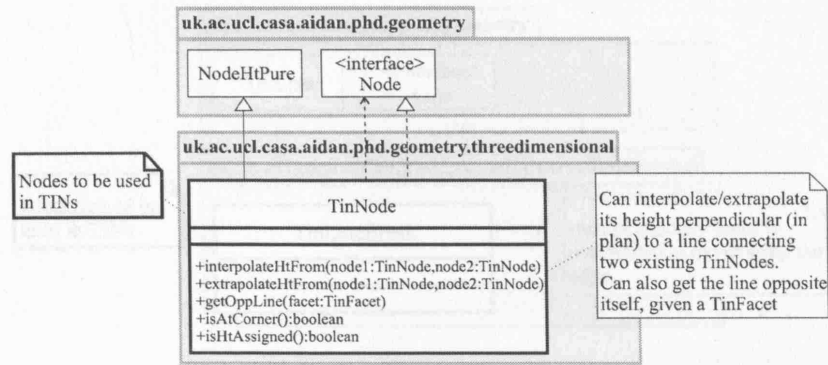 uk.ac.ucl.casa.aidan.phd.geometry
NodeHtPure
<interface>
Node
uk.ac.ucl.casa.aidan.phd.geometry.threedimensional
Nodes to be used
in TINs
TinNode
+interpolateHtFrom(node1:TinNode,node2:TinNode)
+extrapolateHtFrom(node1:TinNode,node2:TinNode)
+getOppLine(facet:TinFacet)
+isAtCorner():boolean
+isHtAssigned():boolean
Can interpolate/extrapolate
its height perpendicular (in
plan) to a line connecting
two existing TinNodes.
Can also get the line opposite
itself, given a TinFacet